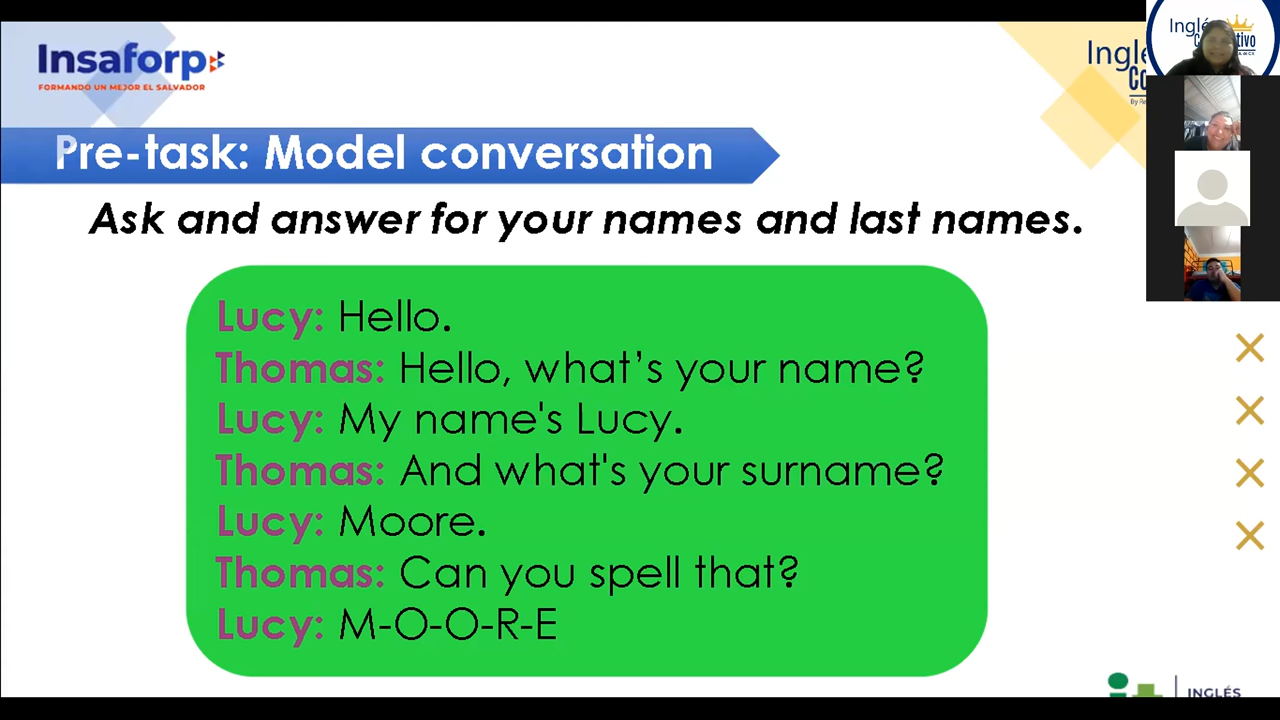 Insaforp
FORMANDO UN MEJOR EL SALVADOR
Pre-task: Model conversation
Ask and answer for your names and last names.
Lucy: Hello.
Thomas: Hello, what’s your name?
Lucy: My name's Lucy.
Thomas: And what's your surname?
Lucy: Moore.
Thomas: Can you spell that?
Lucy: M-O-O-R-E
INGLÉS